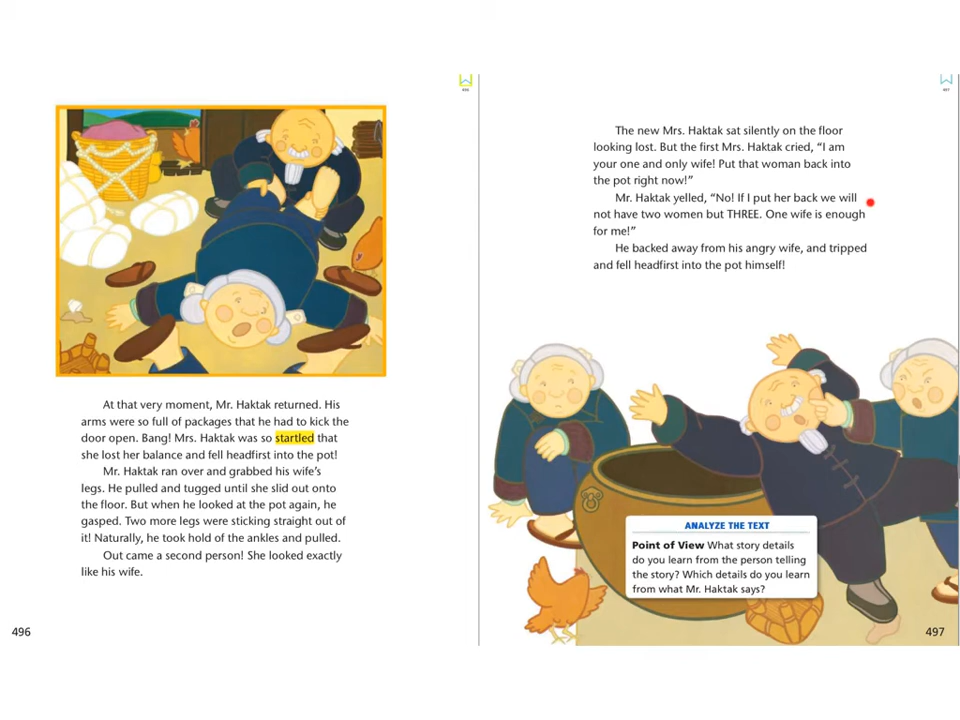 At that very moment, Mr. Haktak returned. His
arms were so full of packages that he had to kick the
door open. Bang! Mrs. Haktak was so startled that
she lost her balance and fell headfirst into the pot!
Mr. Haktak ran over and grabbed his wife’s
legs. He pulled and tugged until she slid out onto
the floor. But when he looked at the pot again, he
gasped. Two more legs were sticking straight out of
it! Naturally, he took hold of the ankles and pulled.
Out came a second person! She looked exactly
like his wife.
496
496
497
The new Mrs. Haktak sat silently on the floor
looking lost. But the first Mrs. Haktak cried, “I am
your one and only wife! Put that woman back into
the pot right now!”
Mr. Haktak yelled, “No! If I put her back we will
not have two women but THREE. One wife is enough
for me!”
He backed away from his angry wife, and tripped
and fell headfirst into the pot himself!
ANALYZE THE TEXT
Point of View What story details
do you learn from the person telling
the story? Which details do you learn
from what Mr. Haktak says?
497